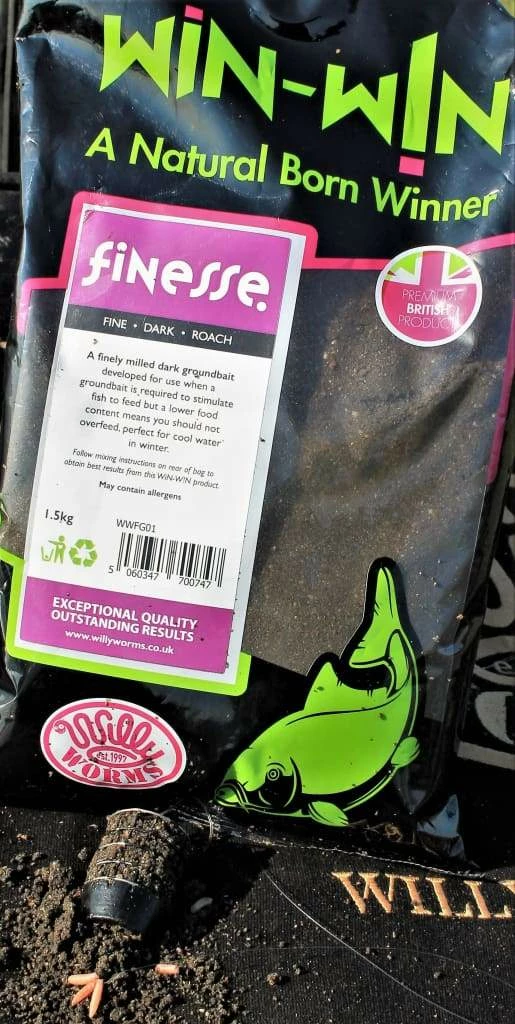 WiN-W!N
A Natural Born Winner
finesse.
PREMIUM
BRITISH
PRODUCT
FINE • DARK • ROACH
A finely milled dark groundbait
developed for use when a
groundbait is required to stimulate
fish to feed but a lower food
content means you should not
overfeed, perfect for cool water
in winter.
Follow mixing instructions on rear of bag to
obtain best results from this WiN-W!N product.
May contain allergens
1.5kg
WWFG01
5 060347 700747
EXCEPTIONAL QUALITY
OUTSTANDING RESULTS
www.willyworms.co.uk
Willy
est.1997
WORMS
WILL